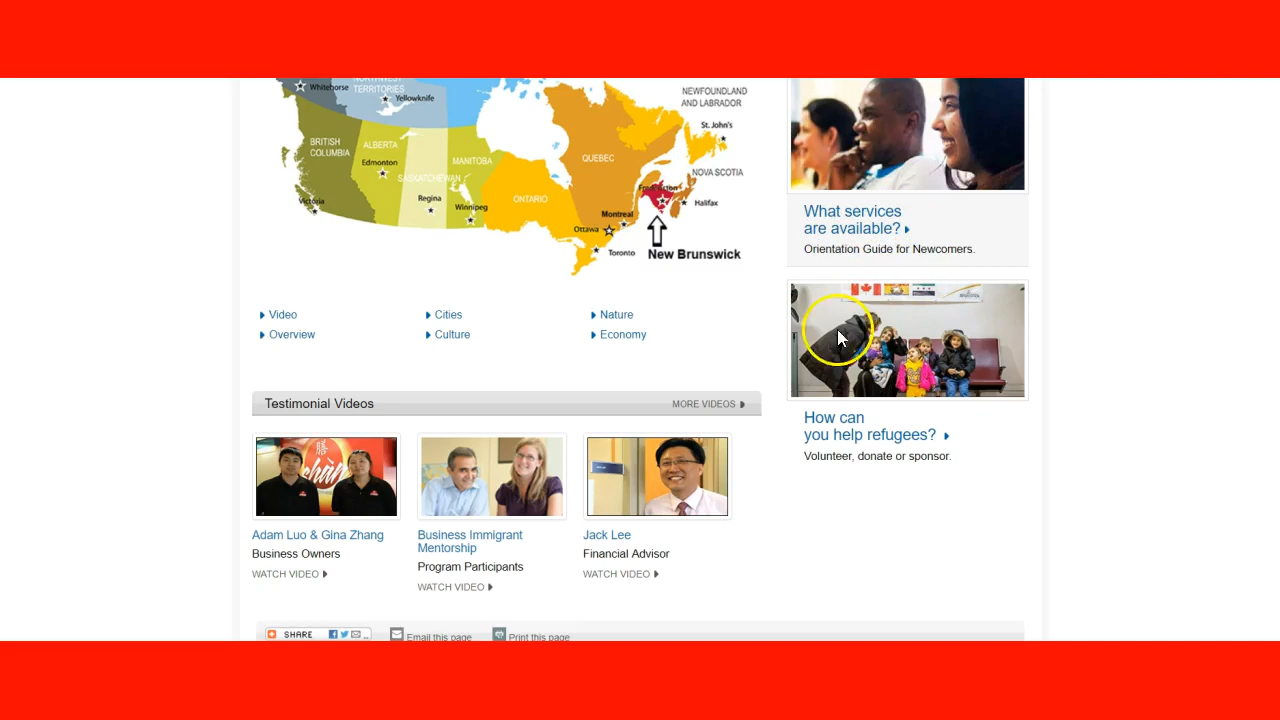 NORTHWEST
TERRITORIES
Whitehorse
Yellowknife
NEWFOUNDLAND
AND LABRADOR
St. John's
BRITISH
COLUMBIA
ALBERTA
Edmonton
SASKATCHEWAN
MANITOBA
QUEBEC
ONTARIO
NOVA SCOTIA
Fredericton
Halifax
Victoria
Regina
Winnipeg
Montreal
Ottawa
Toronto
New Brunswick
Video
Cities
Nature
Overview
Culture
Economy
Testimonial Videos
MORE VIDEOS
Adam Luo & Gina Zhang
Business Owners
WATCH VIDEO
Business Immigrant
Mentorship
Program Participants
WATCH VIDEO
Jack Lee
Financial Advisor
WATCH VIDEO
What services
are available?
Orientation Guide for Newcomers.
How can
you help refugees?
Volunteer, donate or sponsor.
SHARE
Email this page
Print this page